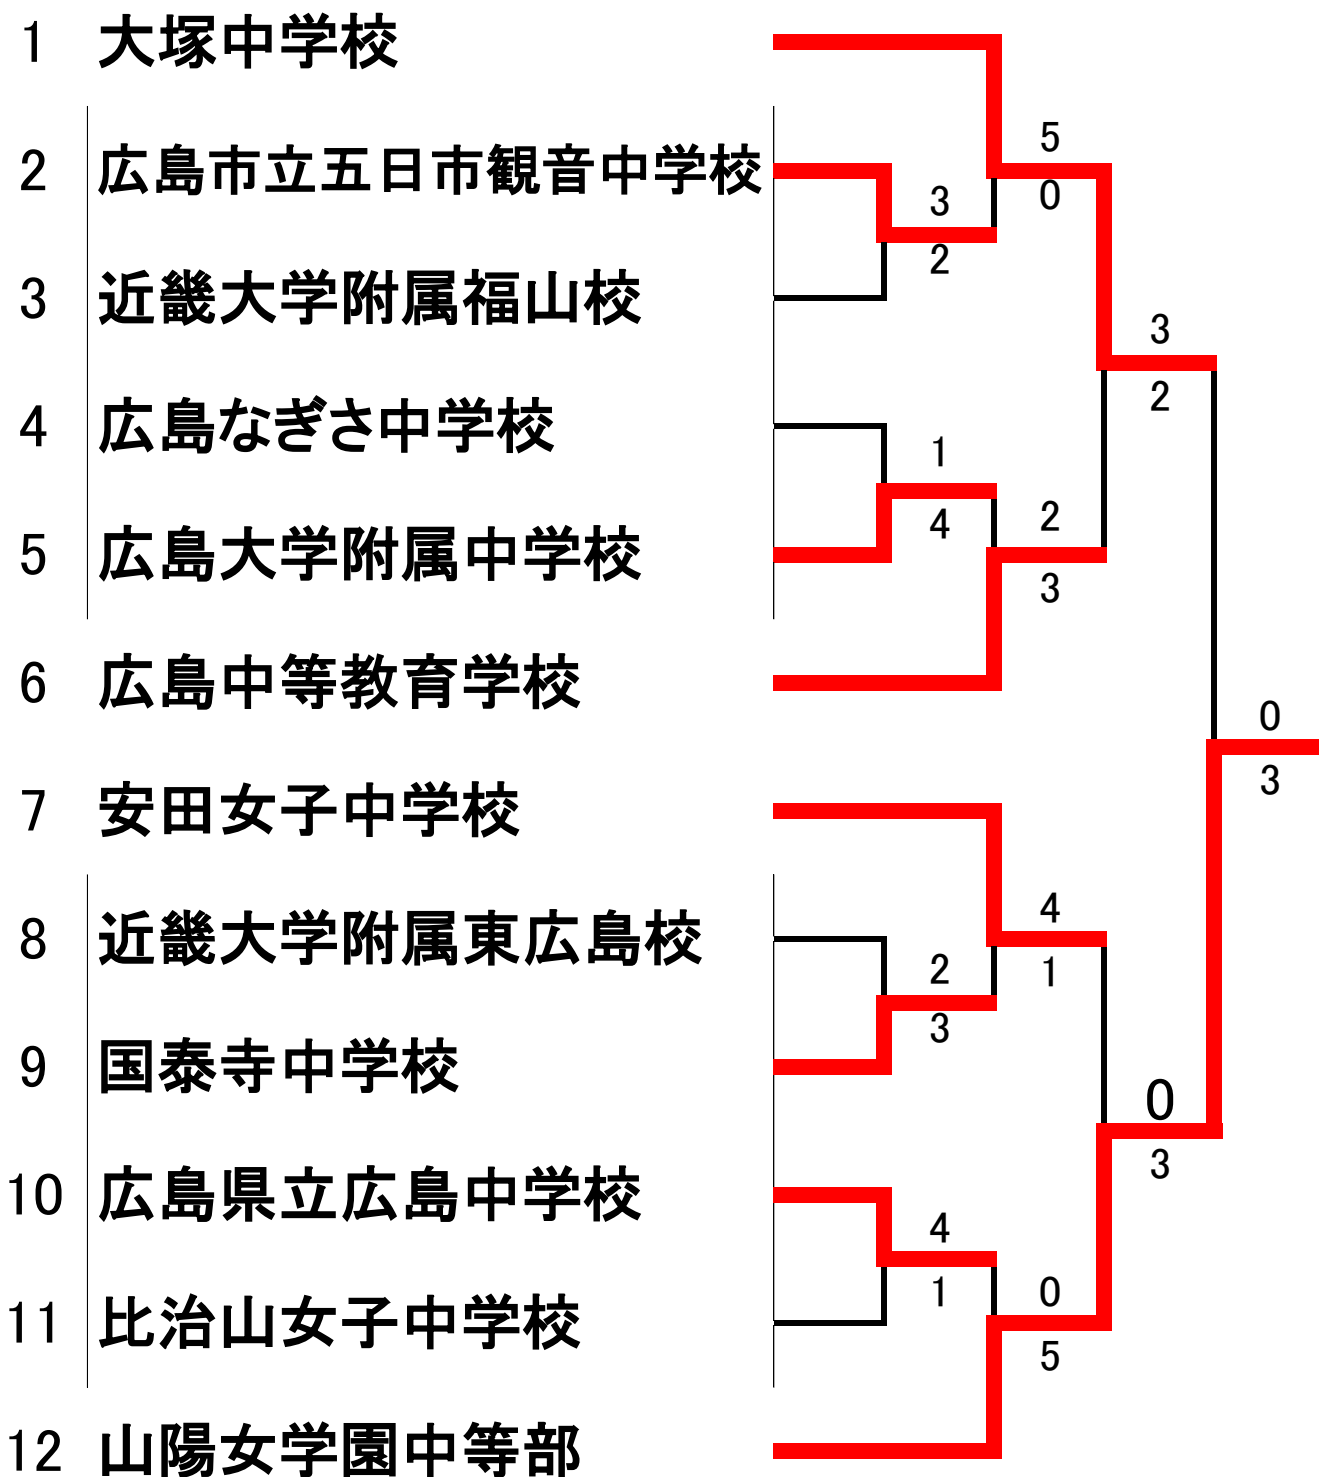 1 大塚中学校
5
2 広島市立五日市観音中学校
0
3
2
3 近畿大学附属福山校
3
2
4 広島なぎさ中学校
1
4
2
5 広島大学附属中学校
3
6 広島中等教育学校
0
3
7 安田女子中学校
4
8 近畿大学附属東広島校
2
1
3
9 国泰寺中学校
0
3
10 広島県立広島中学校
4
1
0
11 比治山女子中学校
5
12 山陽女学園中等部